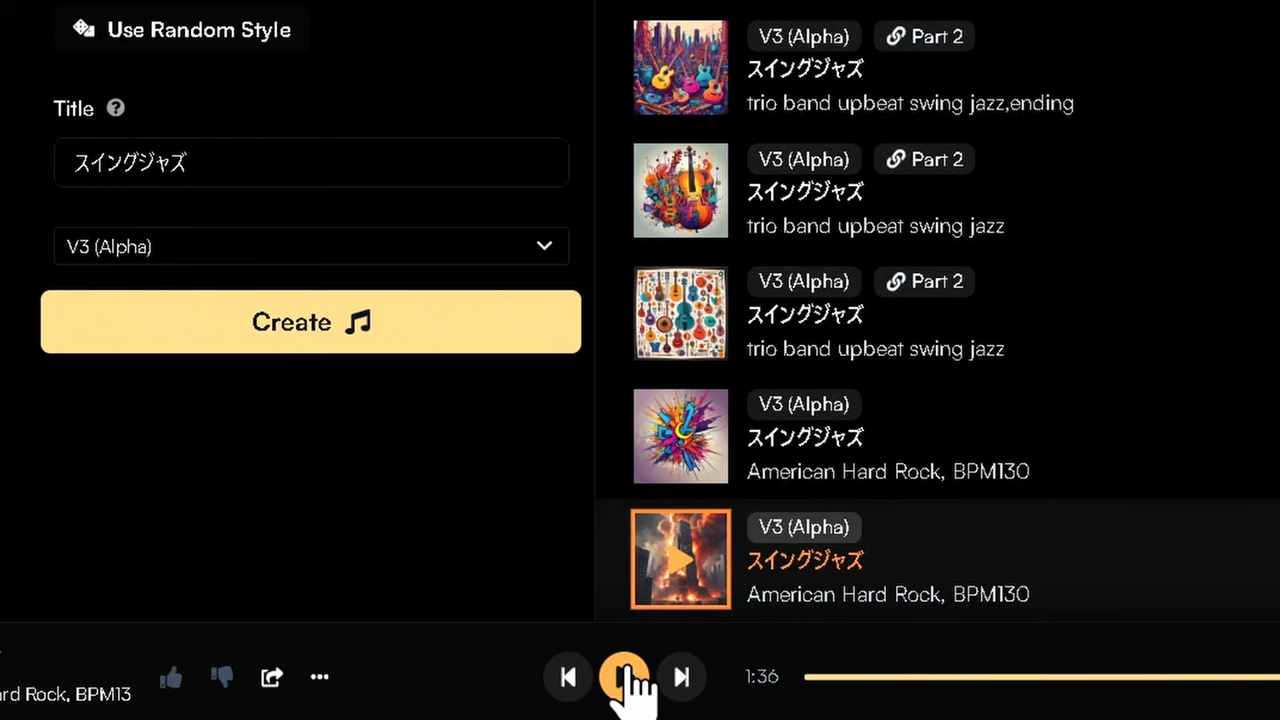 Use Random Style
Title
スイングジャズ
V3 (Alpha)
Create
V3 (Alpha) Part 2
スイングジャズ
trio band upbeat swing jazz,ending
V3 (Alpha) Part 2
スイングジャズ
trio band upbeat swing jazz
V3 (Alpha) Part 2
スイングジャズ
trio band upbeat swing jazz
V3 (Alpha)
スイングジャズ
American Hard Rock, BPM130
V3 (Alpha)
スイングジャズ
American Hard Rock, BPM130
rd Rock, BPM13
1:36